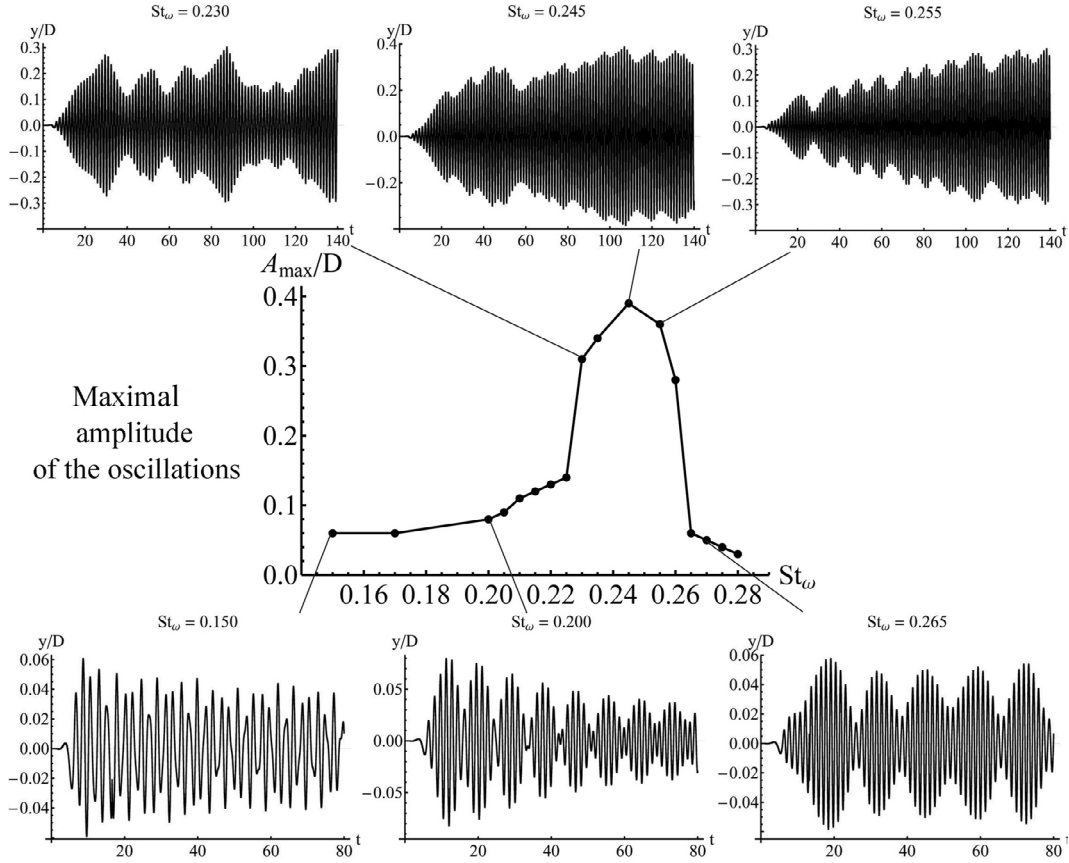 St_ω = 0.230
St_ω = 0.245
St_ω = 0.255
y/D
y/D
y/D
0.3
0.2
0.1
0.0
−0.1
−0.2
−0.3
20 40 60 80 100 120 140 t
0.4
0.2
0.0
−0.2
20 40 60 80 100 120 140 t
0.3
0.2
0.1
0.0
−0.1
−0.2
−0.3
20 40 60 80 100 120 140 t
A_max/D
0.4
0.3
0.2
0.1
0.0
0.16 0.18 0.20 0.22 0.24 0.26 0.28
St_ω
Maximal
amplitude
of the oscillations
St_ω = 0.150
St_ω = 0.200
St_ω = 0.265
y/D
y/D
y/D
0.06
0.04
0.02
0.00
−0.02
−0.04
20 40 60 80 t
0.05
0.00
−0.05
20 40 60 80 t
0.06
0.04
0.02
0.00
−0.02
−0.04
20 40 60 80 t